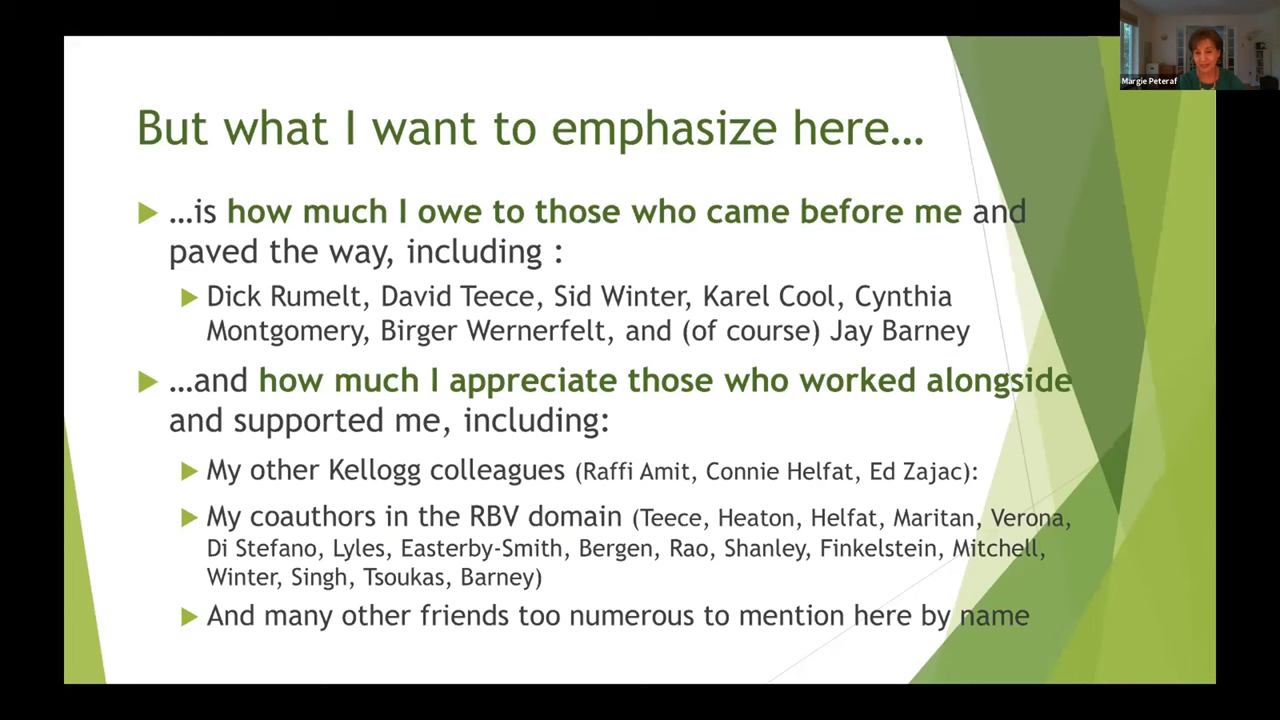 Margie Peteraf
But what I want to emphasize here…
…is how much I owe to those who came before me and
paved the way, including :
Dick Rumelt, David Teece, Sid Winter, Karel Cool, Cynthia
Montgomery, Birger Wernerfelt, and (of course) Jay Barney
…and how much I appreciate those who worked alongside
and supported me, including:
My other Kellogg colleagues (Raffi Amit, Connie Helfat, Ed Zajac):
My coauthors in the RBV domain (Teece, Heaton, Helfat, Maritan, Verona,
Di Stefano, Lyles, Easterby-Smith, Bergen, Rao, Shanley, Finkelstein, Mitchell,
Winter, Singh, Tsoukas, Barney)
And many other friends too numerous to mention here by name